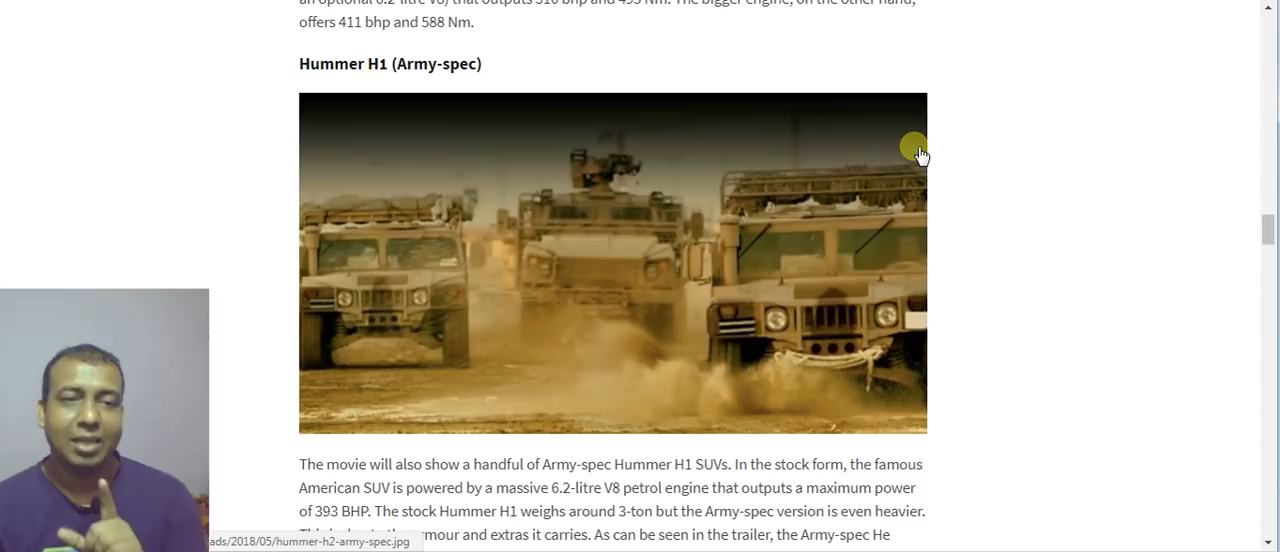 offers 411 bhp and 588 Nm.
Hummer H1 (Army-spec)
The movie will also show a handful of Army-spec Hummer H1 SUVs. In the stock form, the famous
American SUV is powered by a massive 6.2-litre V8 petrol engine that outputs a maximum power
of 393 BHP. The stock Hummer H1 weighs around 3-ton but the Army-spec version is even heavier.
mour and extras it carries. As can be seen in the trailer, the Army-spec He
ads/2018/05/hummer-h2-army-spec.jpg